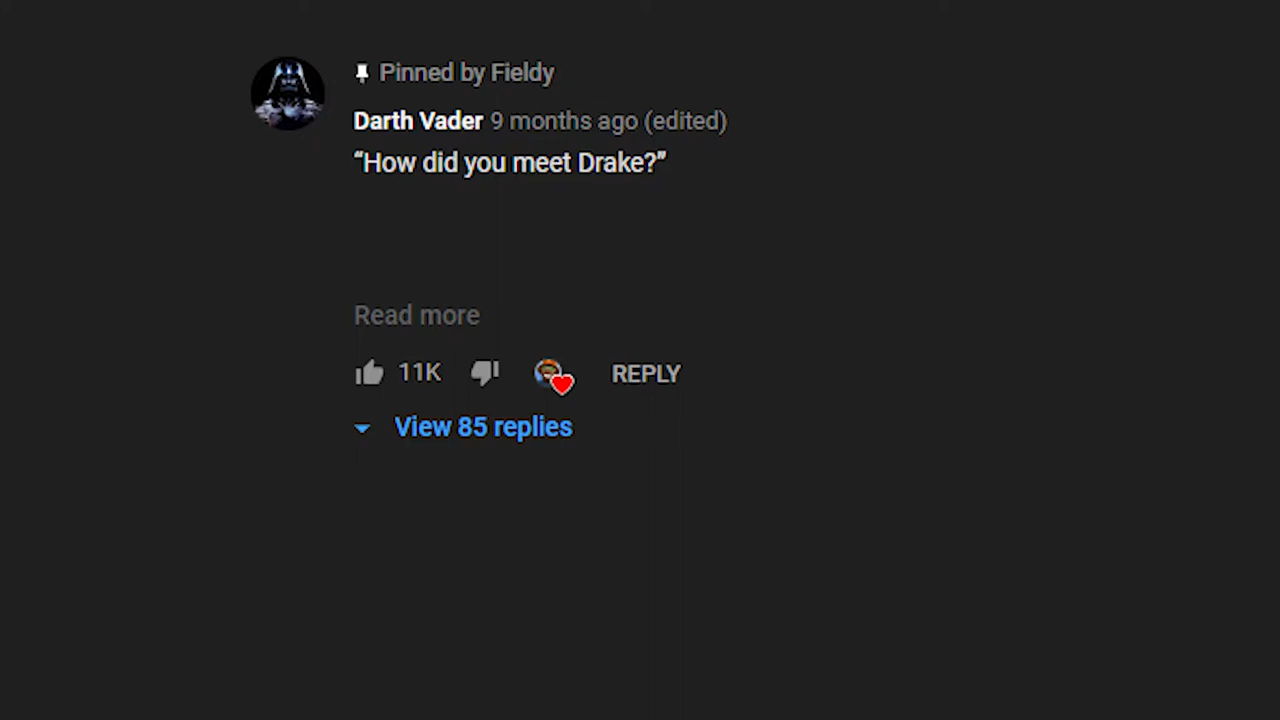 Pinned by Fieldy
Darth Vader 9 months ago (edited)
“How did you meet Drake?”
Read more
11K REPLY
View 85 replies